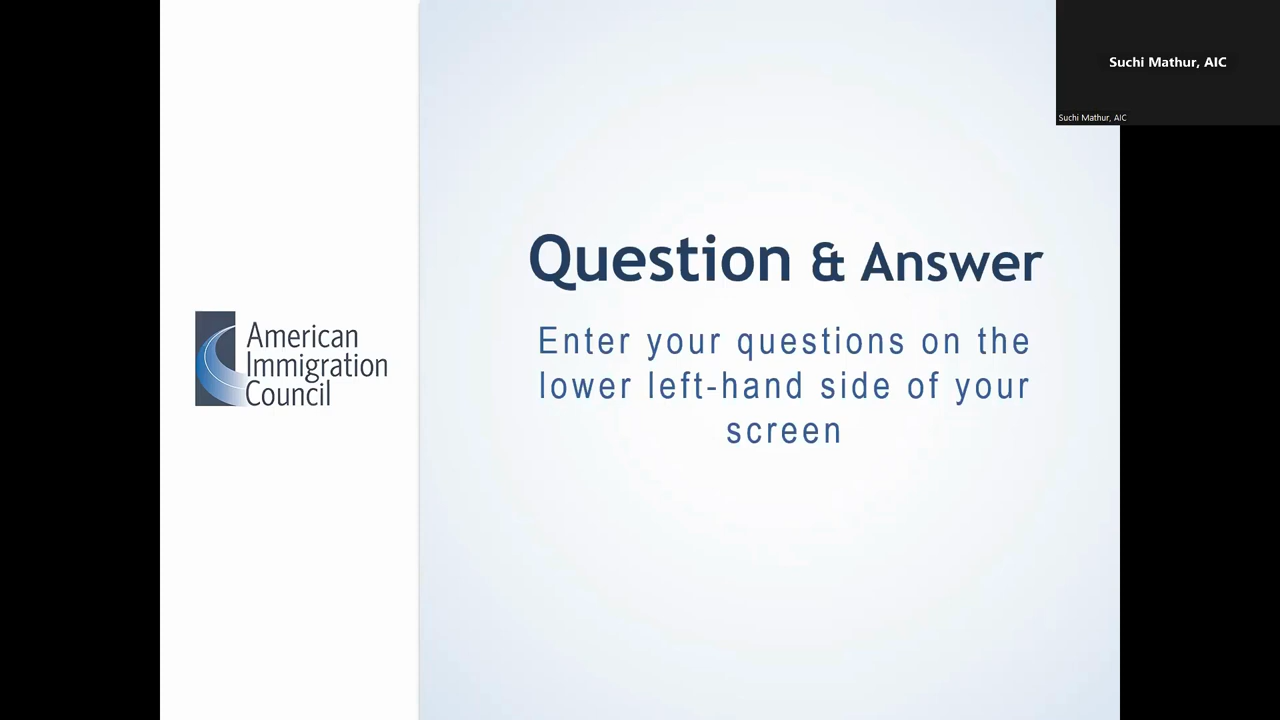 Suchi Mathur, AIC
Suchi Mathur, AIC
Question & Answer
Enter your questions on the
lower left-hand side of your
screen
American
Immigration
Council